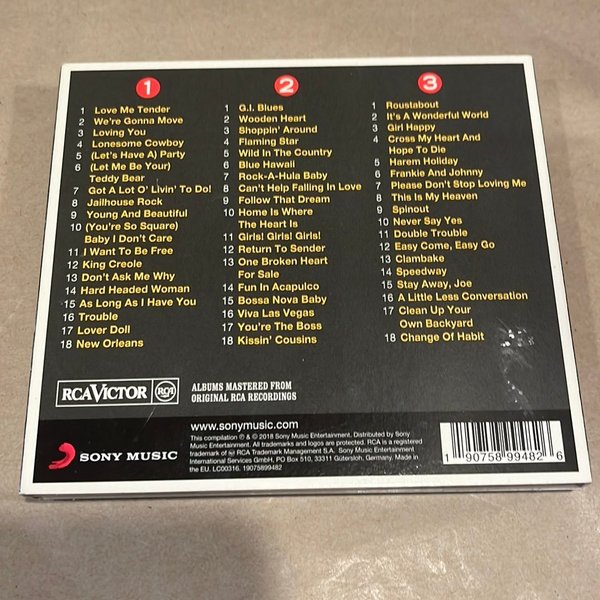 1
1 Love Me Tender
2 We're Gonna Move
3 Loving You
4 Lonesome Cowboy
5 (Let's Have A) Party
6 (Let Me Be Your)
Teddy Bear
7 Got A Lot O' Livin' To Do!
8 Jailhouse Rock
9 Young And Beautiful
10 (You're So Square)
Baby I Don't Care
11 I Want To Be Free
12 King Creole
13 Don't Ask Me Why
14 Hard Headed Woman
15 As Long As I Have You
16 Trouble
17 Lover Doll
18 New Orleans
2
1 G.I. Blues
2 Wooden Heart
3 Shoppin' Around
4 Flaming Star
5 Wild In The Country
6 Blue Hawaii
7 Rock-A-Hula Baby
8 Can't Help Falling In Love
9 Follow That Dream
10 Home Is Where
The Heart Is
11 Girls! Girls! Girls!
12 Return To Sender
13 One Broken Heart
For Sale
14 Fun In Acapulco
15 Bossa Nova Baby
16 Viva Las Vegas
17 You're The Boss
18 Kissin' Cousins
3
1 Roustabout
2 It's A Wonderful World
3 Girl Happy
4 Cross My Heart And
Hope To Die
5 Harem Holiday
6 Frankie And Johnny
7 Please Don't Stop Loving Me
8 This Is My Heaven
9 Spinout
10 Never Say Yes
11 Double Trouble
12 Easy Come, Easy Go
13 Clambake
14 Speedway
15 Stay Away, Joe
16 A Little Less Conversation
17 Clean Up Your
Own Backyard
18 Change Of Habit
RCA VICTOR RCA
ALBUMS MASTERED FROM
ORIGINAL RCA RECORDINGS
SONY MUSIC
www.sonymusic.com
This compilation ℗ & © 2018 Sony Music Entertainment. Distributed by Sony
Music Entertainment. All trademarks and logos are protected. RCA is a registered
trademark of RCA Trademark Management S.A. Sony Music Entertainment
International Services GmbH, PO Box 510, 33311 Gütersloh, Germany. Made in
the EU. LC00316. 19075899482
1 90758 99482 6